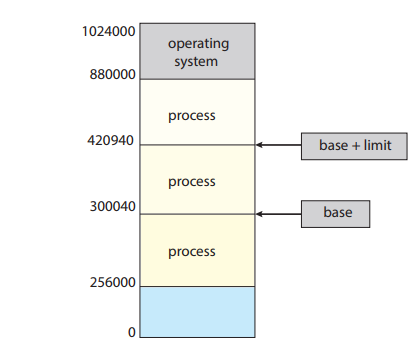 1024000
operating
system
880000
process
420940
base + limit
process
300040
base
process
256000
0